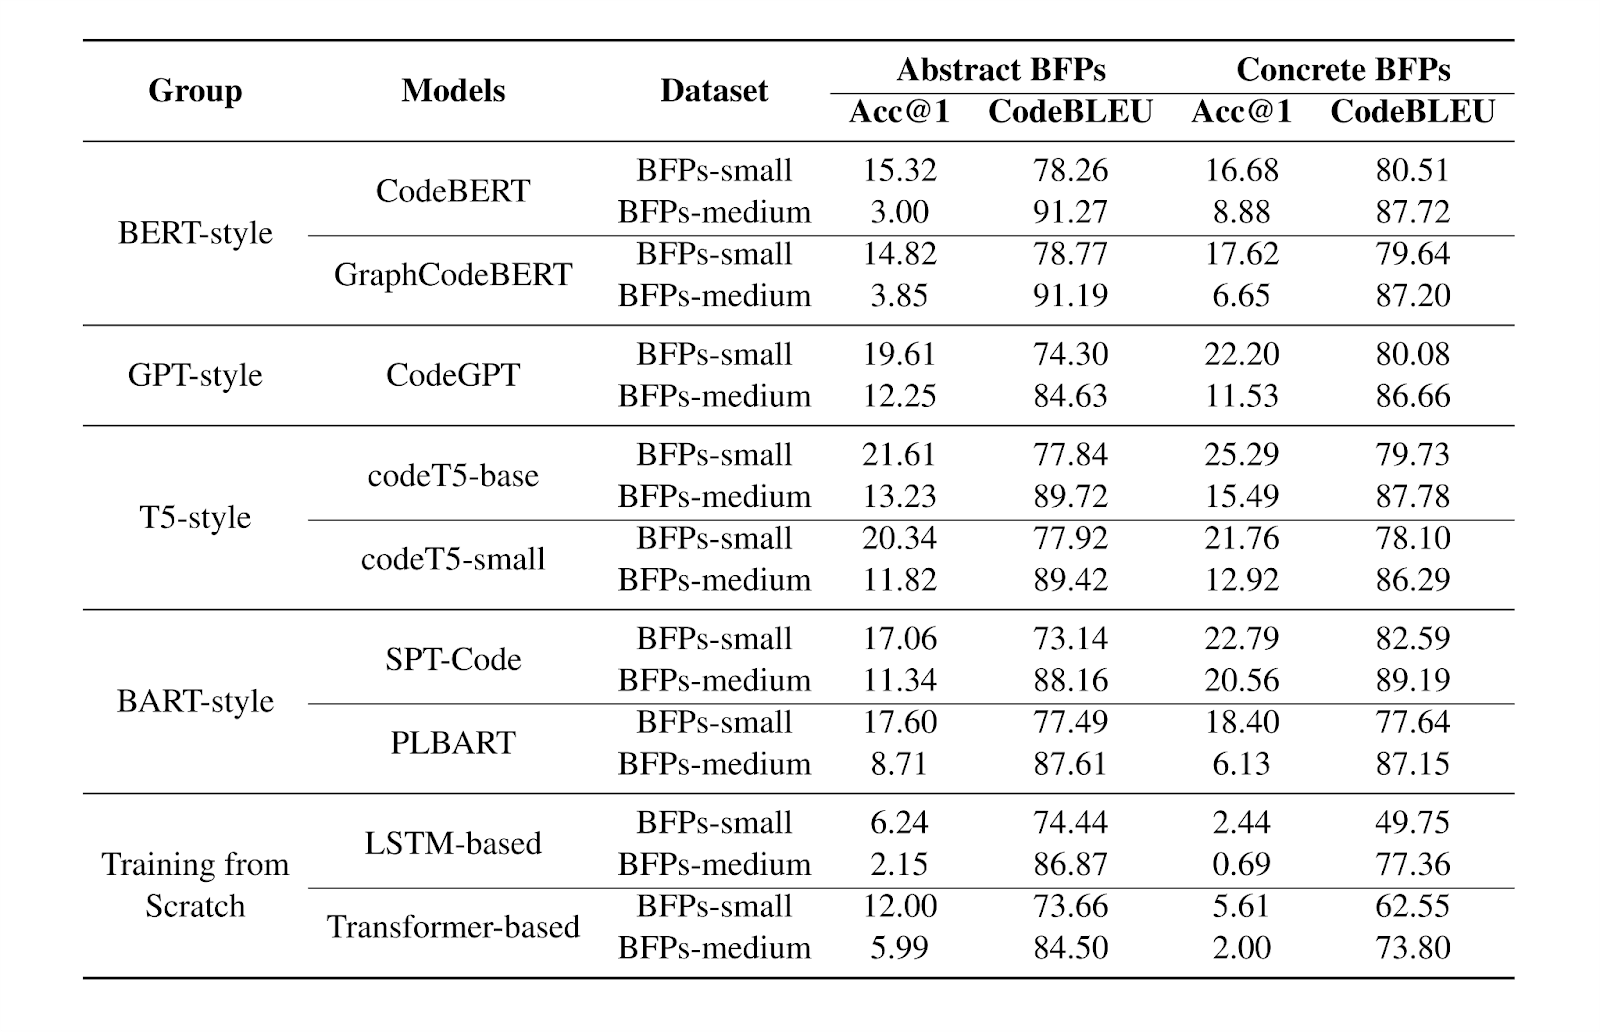 Group Models Dataset Abstract BFPs Concrete BFPs
Acc@1 CodeBLEU Acc@1 CodeBLEU
BERT-style CodeBERT BFPs-small 15.32 78.26 16.68 80.51
BFPs-medium 3.00 91.27 8.88 87.72
GraphCodeBERT BFPs-small 14.82 78.77 17.62 79.64
BFPs-medium 3.85 91.19 6.65 87.20
GPT-style CodeGPT BFPs-small 19.61 74.30 22.20 80.08
BFPs-medium 12.25 84.63 11.53 86.66
T5-style codeT5-base BFPs-small 21.61 77.84 25.29 79.73
BFPs-medium 13.23 89.72 15.49 87.78
codeT5-small BFPs-small 20.34 77.92 21.76 78.10
BFPs-medium 11.82 89.42 12.92 86.29
BART-style SPT-Code BFPs-small 17.06 73.14 22.79 82.59
BFPs-medium 11.34 88.16 20.56 89.19
PLBART BFPs-small 17.60 77.49 18.40 77.64
BFPs-medium 8.71 87.61 6.13 87.15
Training from Scratch LSTM-based BFPs-small 6.24 74.44 2.44 49.75
BFPs-medium 2.15 86.87 0.69 77.36
Transformer-based BFPs-small 12.00 73.66 5.61 62.55
BFPs-medium 5.99 84.50 2.00 73.80